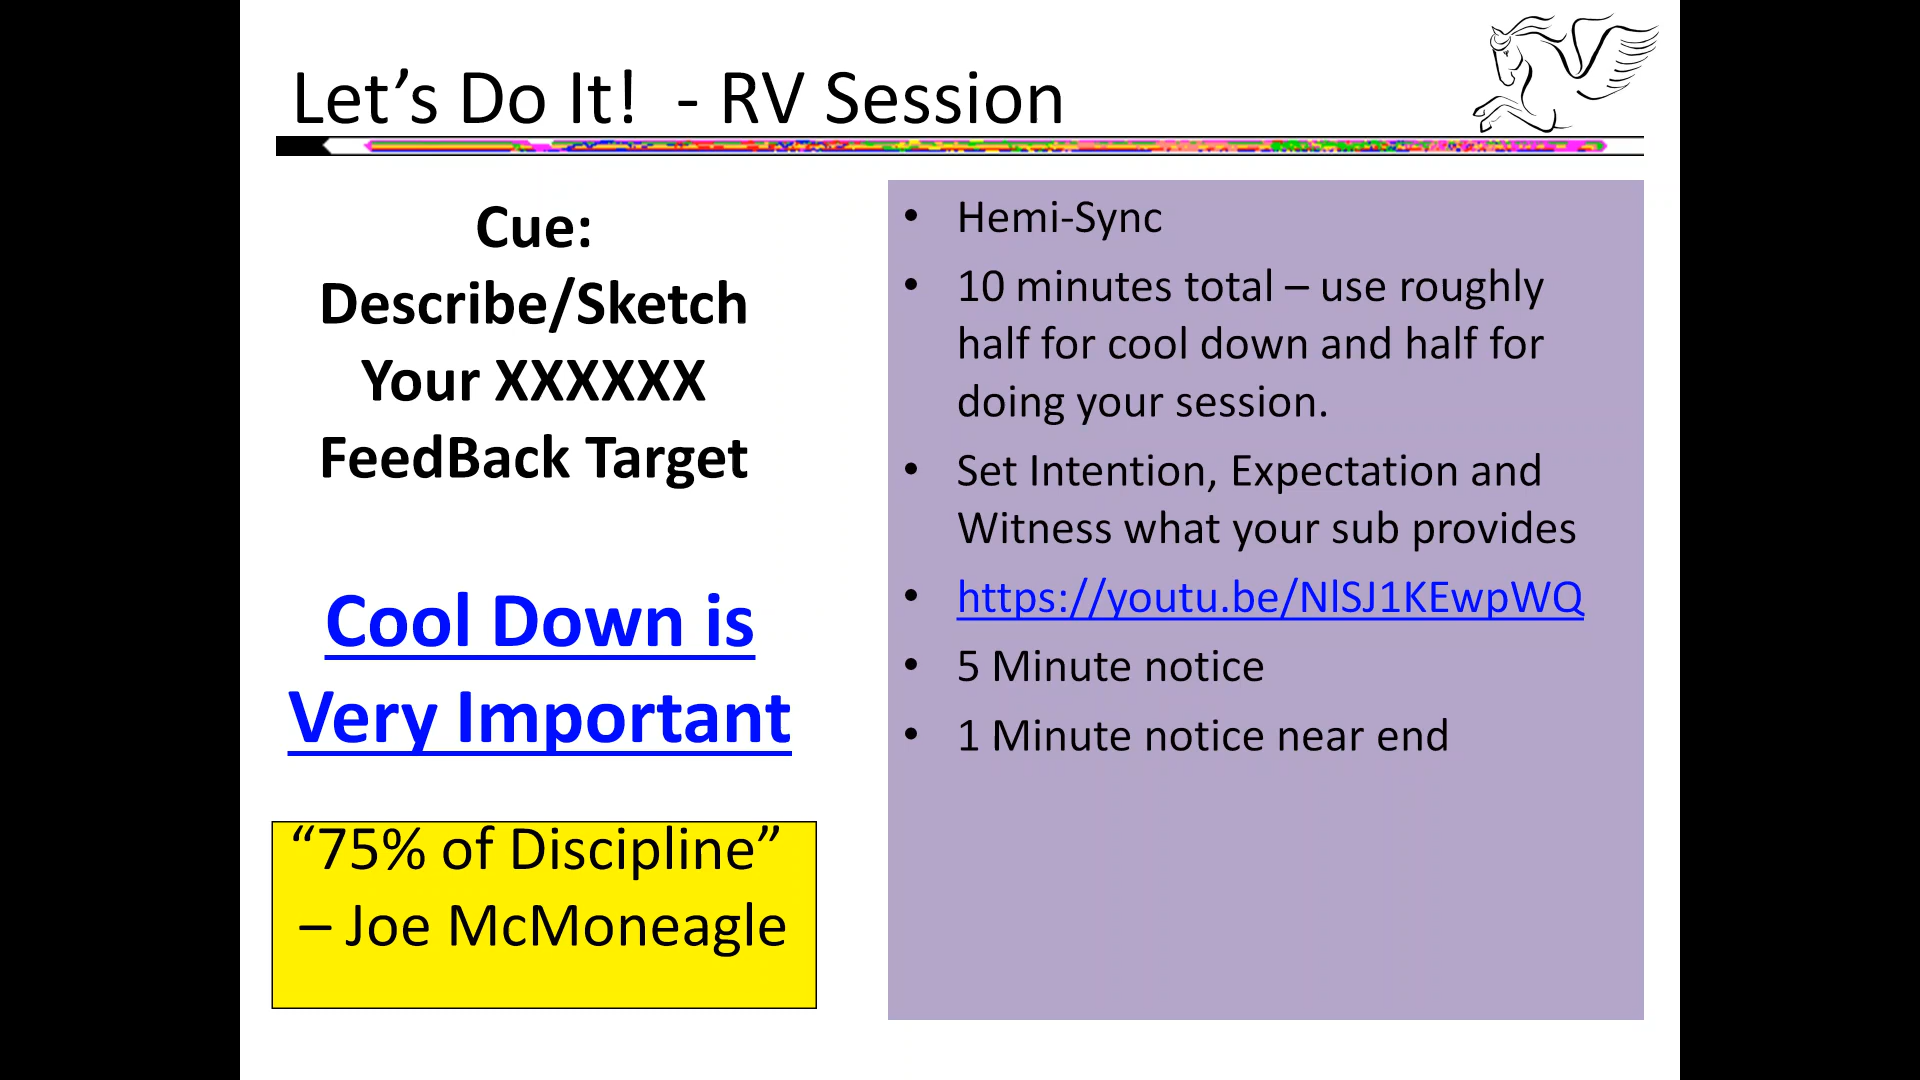 Let’s Do It!  - RV Session
Cue:
Describe/Sketch
Your XXXXXX
FeedBack Target
Cool Down is
Very Important
“75% of Discipline”
– Joe McMoneagle
• Hemi-Sync
• 10 minutes total – use roughly
half for cool down and half for
doing your session.
• Set Intention, Expectation and
Witness what your sub provides
• https://youtu.be/NlSJ1KEwpWQ
• 5 Minute notice
• 1 Minute notice near end